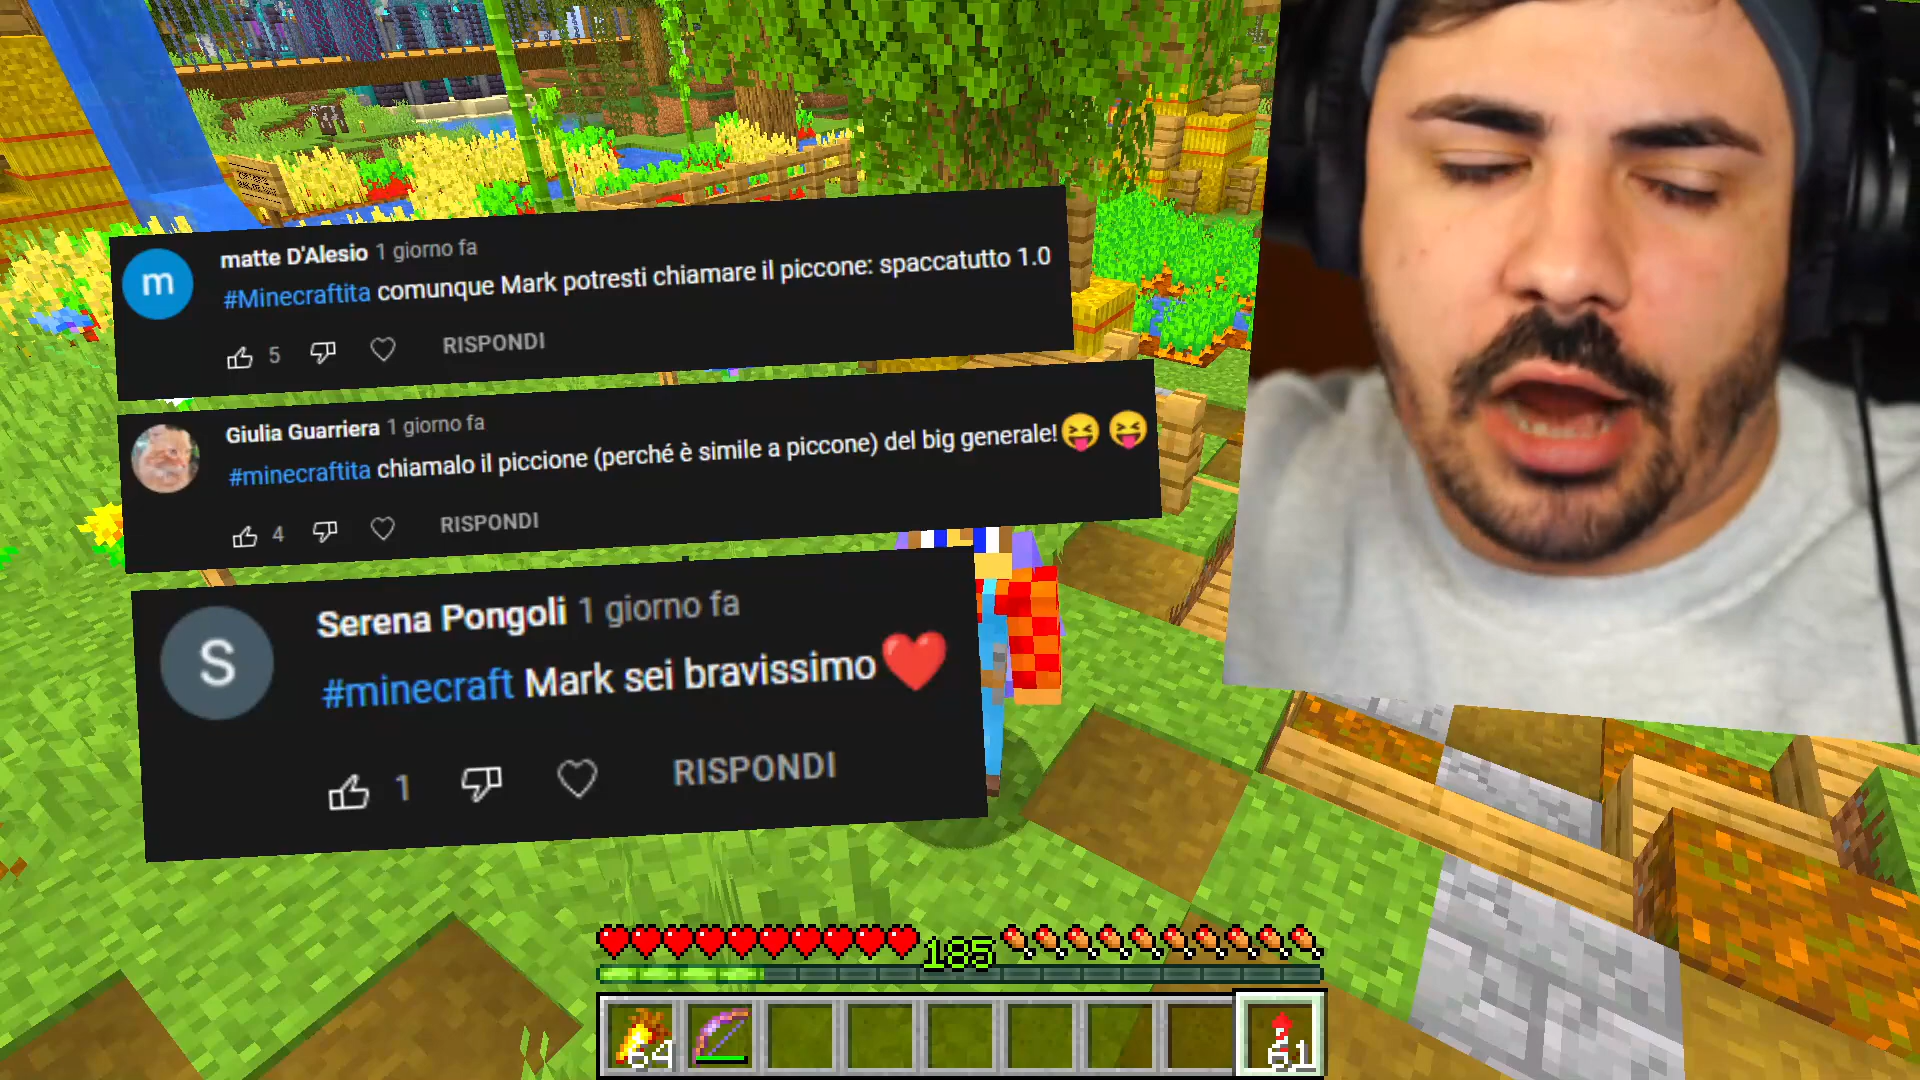 m
matte D'Alesio 1 giorno fa
#Minecraftita comunque Mark potresti chiamare il piccone: spaccatutto 1.0
5 RISPONDI
Giulia Guarriera 1 giorno fa
#minecraftita chiamalo il piccione (perché è simile a piccone) del big generale!😝 😝
4 RISPONDI
S
Serena Pongoli 1 giorno fa
#minecraft Mark sei bravissimo❤️
1 RISPONDI
185
64
61